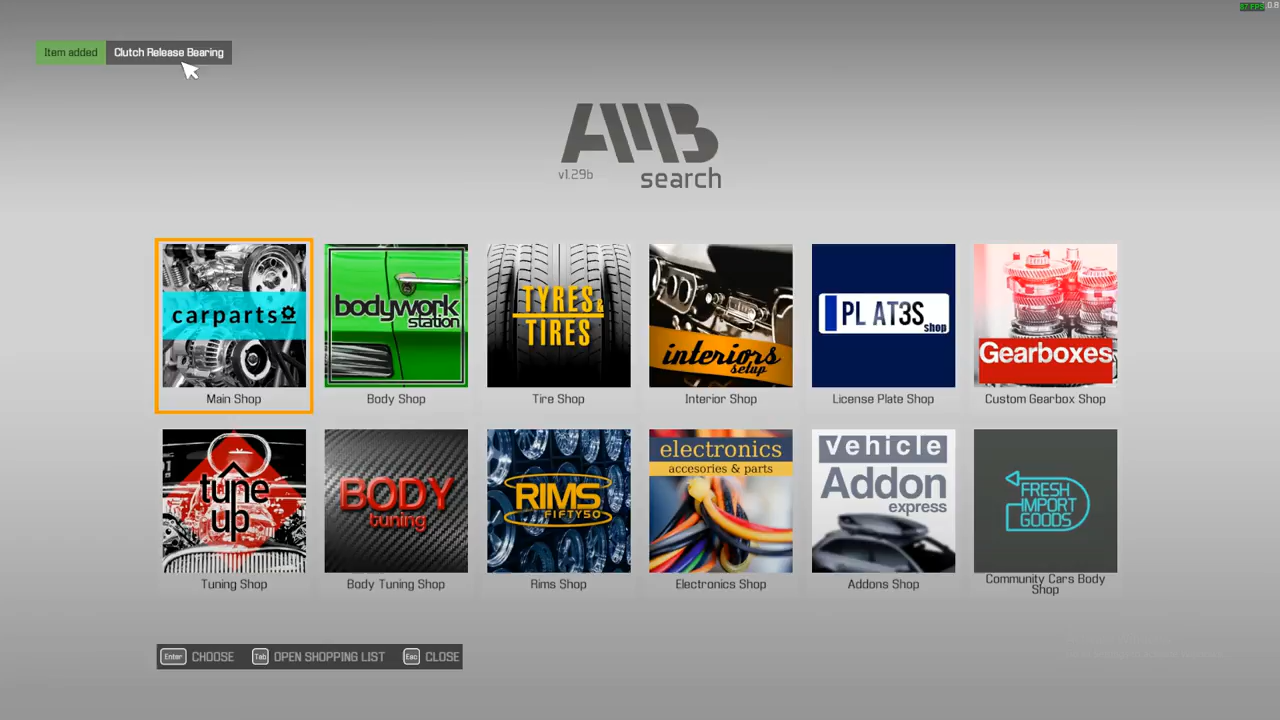 Item added Clutch Release Bearing
AMB
v1.29b
search
carparts
bodywork
station
TYRES&
TIRES
interiors
setup
PL AT3S
shop
Gearboxes
Main Shop
Body Shop
Tire Shop
Interior Shop
License Plate Shop
Custom Gearbox Shop
tune
up
BODY
tuning
RIMS
FIFTY50
electronics
accesories & parts
vehicle
Addon
express
FRESH
IMPORT
GOODS
Tuning Shop
Body Tuning Shop
Rims Shop
Electronics Shop
Addons Shop
Community Cars Body
Shop
Enter CHOOSE Tab OPEN SHOPPING LIST Esc CLOSE